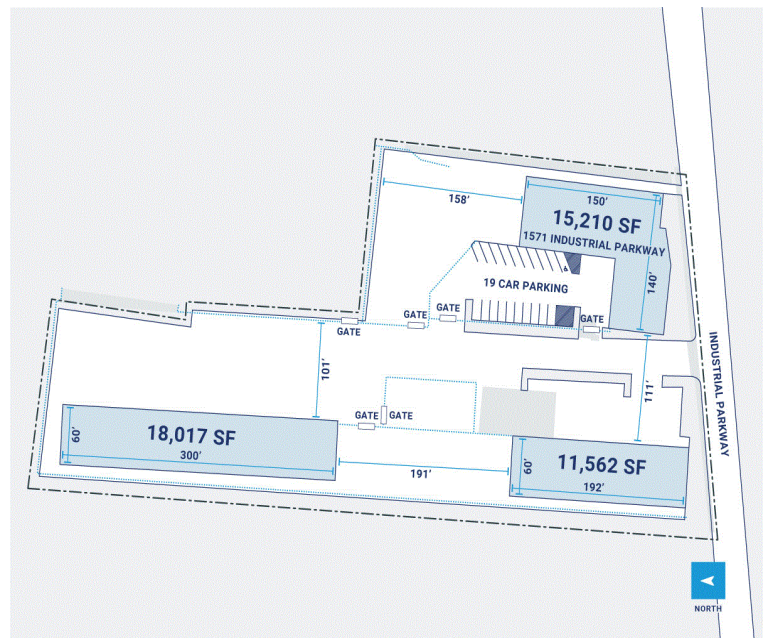 158′
150′
15,210 SF
1571 INDUSTRIAL PARKWAY
140′
19 CAR PARKING
GATE
GATE
GATE
GATE
INDUSTRIAL PARKWAY
101′
111′
GATE
GATE
60′
18,017 SF
300′
191′
60′
11,562 SF
192′
NORTH